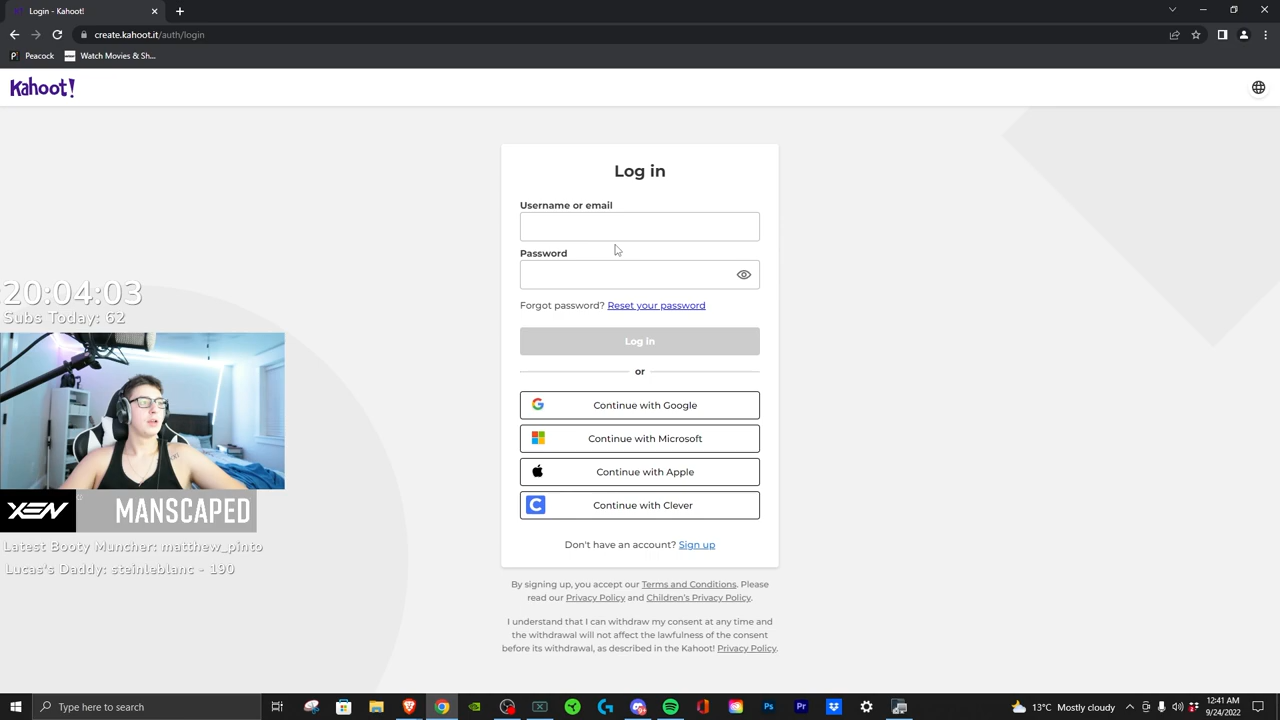 Login - Kahoot!
create.kahoot.it/auth/login
Peacock
Watch Movies & Sh...
Kahoot!
Log in
Username or email
Password
Forgot password? Reset your password
Log in
or
Continue with Google
Continue with Microsoft
Continue with Apple
Continue with Clever
Don't have an account? Sign up
By signing up, you accept our Terms and Conditions. Please
read our Privacy Policy and Children's Privacy Policy.
I understand that I can withdraw my consent at any time and
the withdrawal will not affect the lawfulness of the consent
before its withdrawal, as described in the Kahoot! Privacy Policy.
20:04:03
Subs Today: 62
XEN
MANSCAPED
Latest Booty Muncher: matthew_pinto
Lucas's Daddy: steinleblanc - 190
Type here to search
13°C Mostly cloudy
12:41 AM
9/24/2022